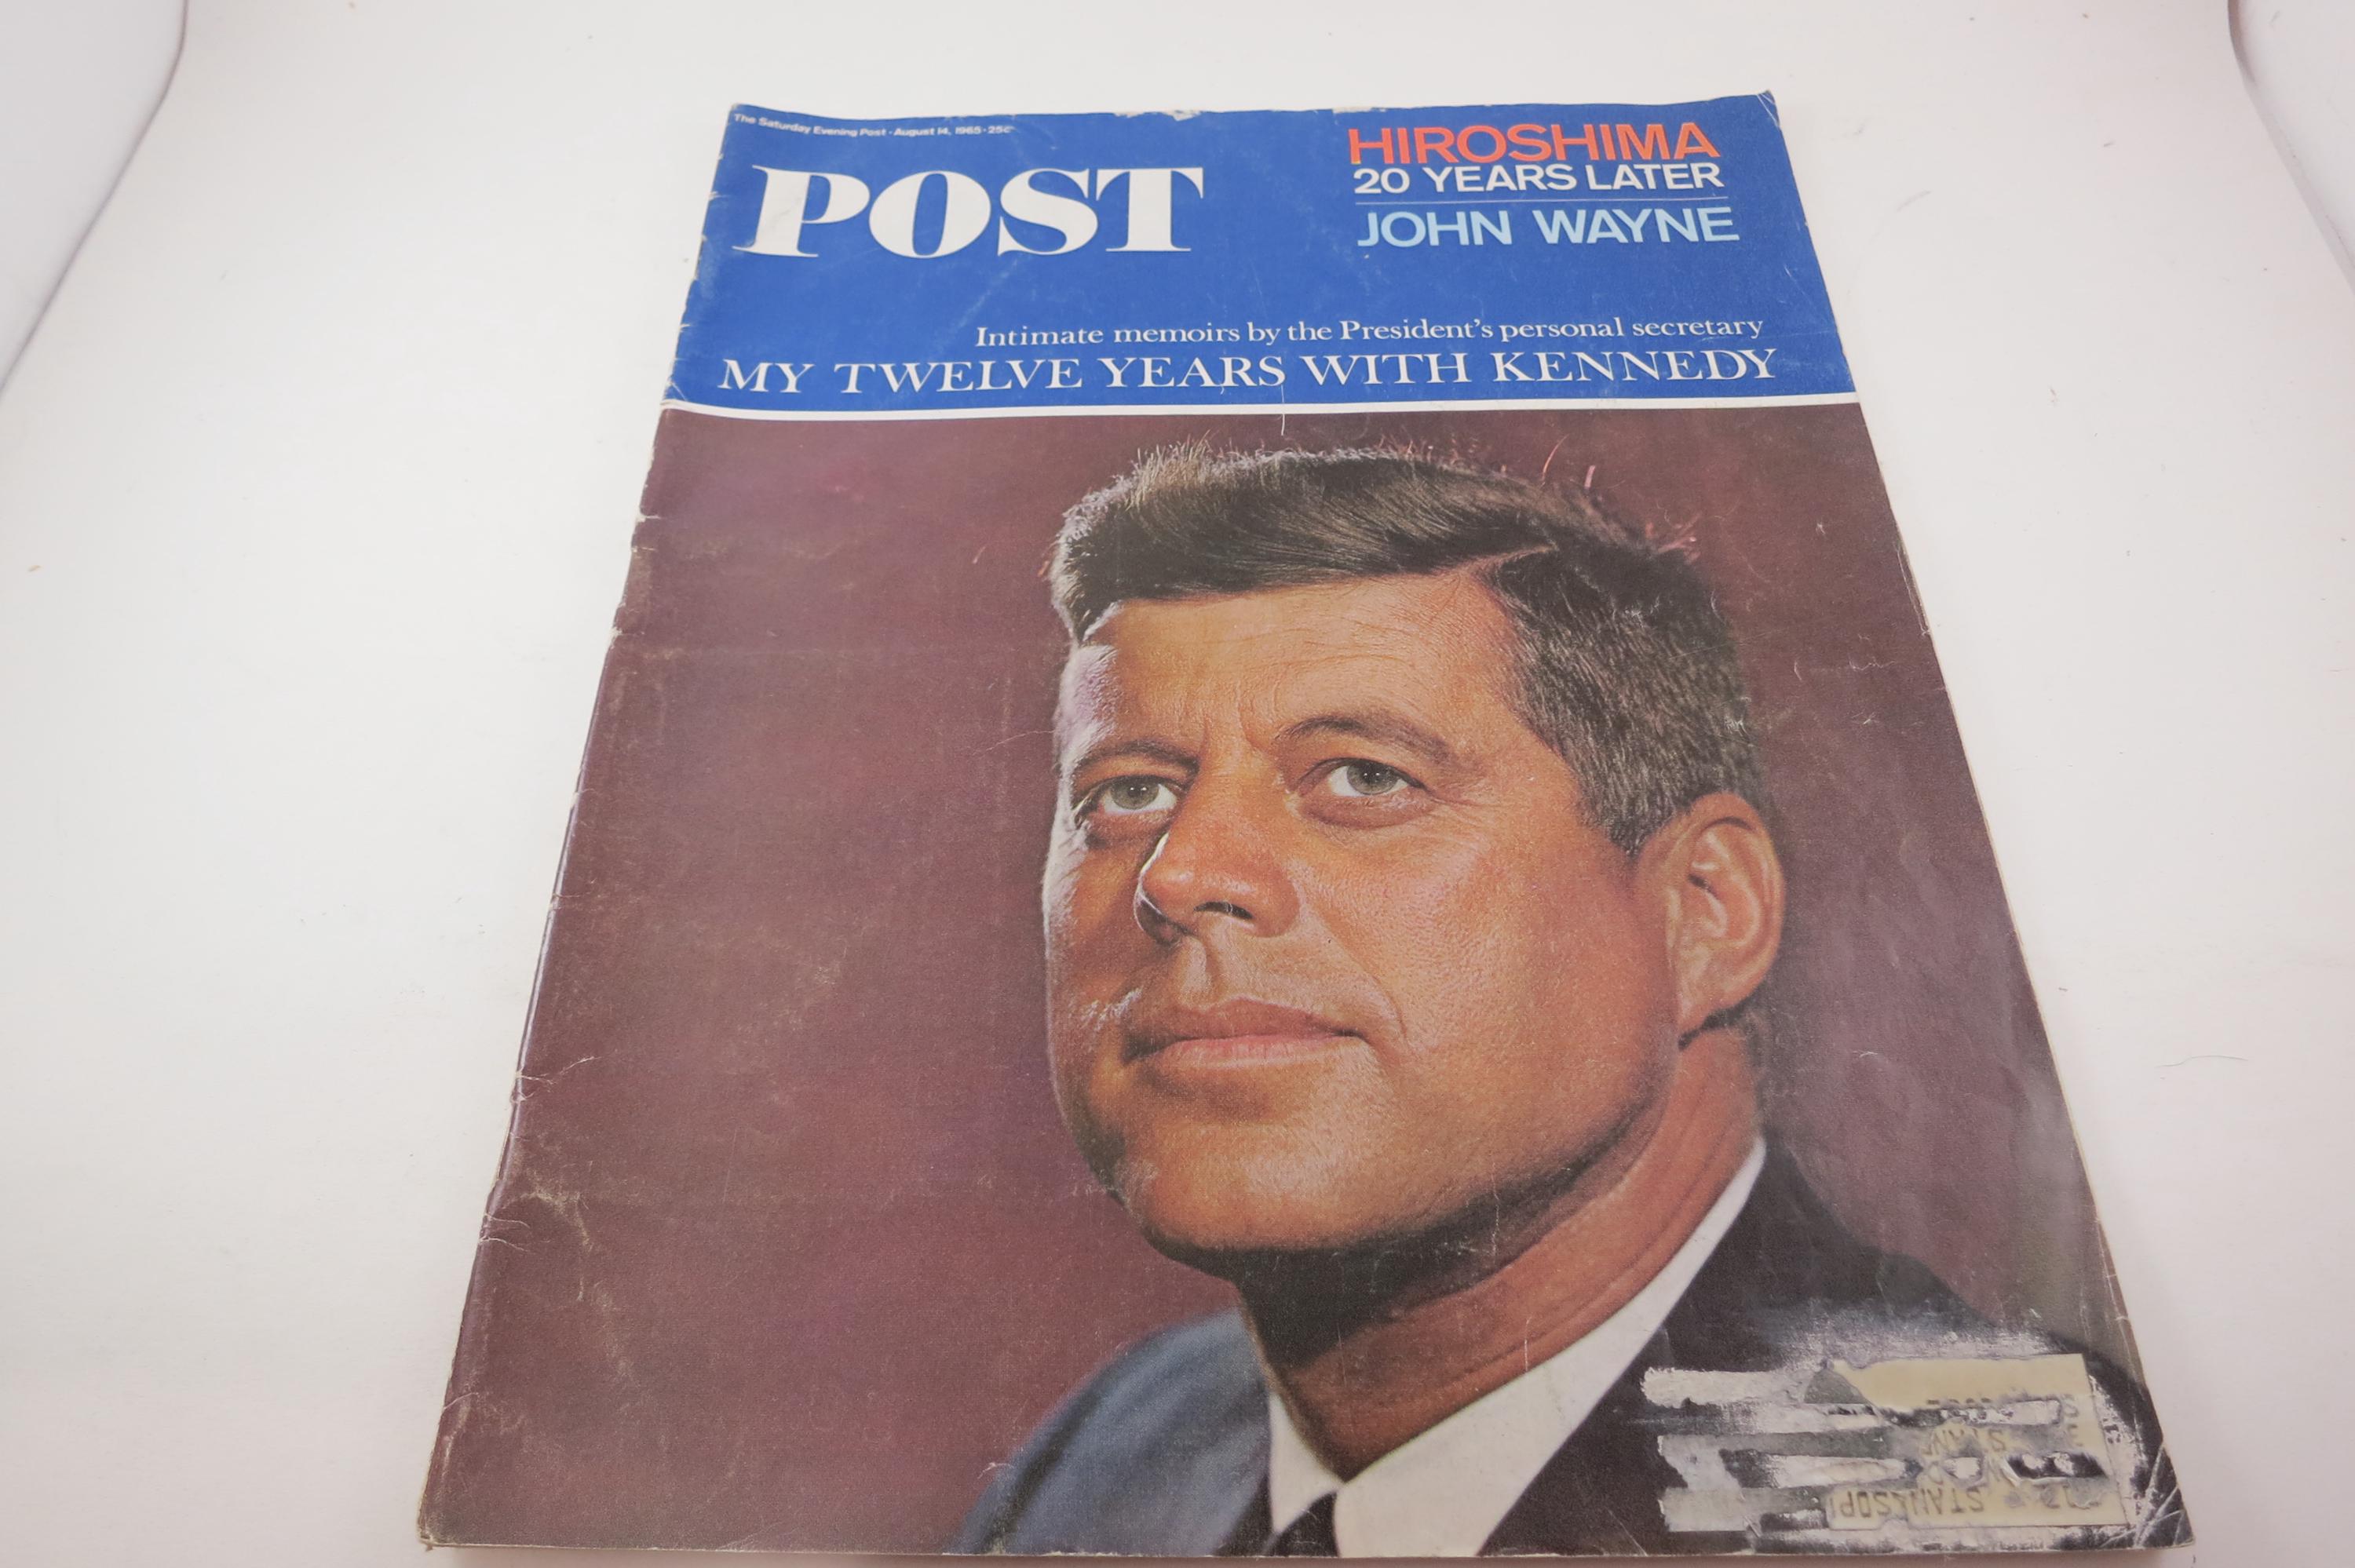 The Saturday Evening Post · August 14, 1965 · 25¢
POST
HIROSHIMA
20 YEARS LATER
JOHN WAYNE
Intimate memoirs by the President's personal secretary
MY TWELVE YEARS WITH KENNEDY